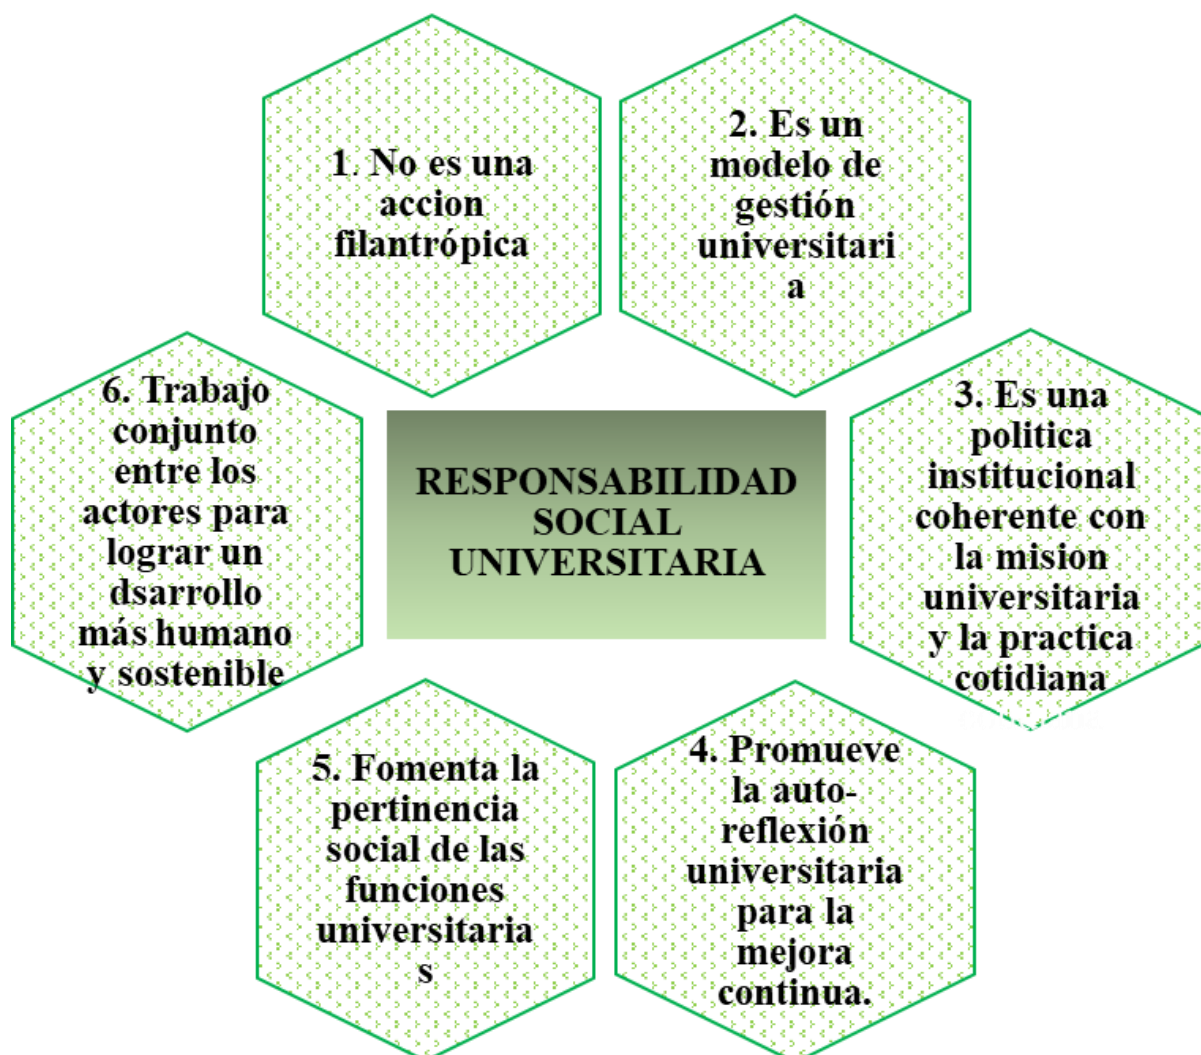 1. No es una
accion
filantrópica
2. Es un
modelo de
gestión
universitari
a
3. Es una
politica
institucional
coherente con
la mision
universitaria
y la practica
cotidiana
4. Promueve
la auto-
reflexión
universitaria
para la
mejora
continua.
5. Fomenta la
pertinencia
social de las
funciones
universitaria
s
6. Trabajo
conjunto
entre los
actores para
lograr un
dsarrollo
más humano
y sostenible
RESPONSABILIDAD
SOCIAL
UNIVERSITARIA